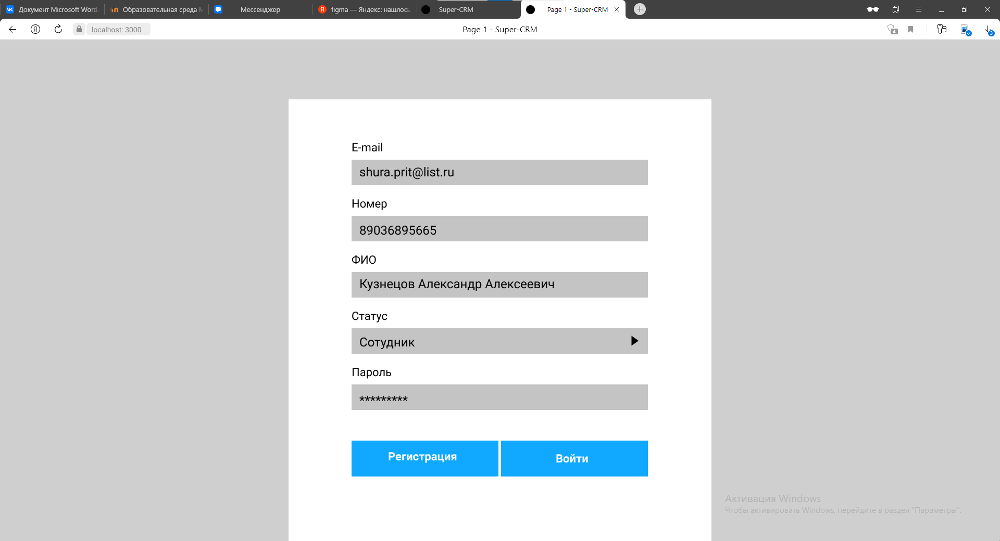 Документ Microsoft Word
Образовательная среда
Мессенджер
figma — Яндекс: нашлось
Super-CRM
Page 1 - Super-CRM
localhost: 3000
Page 1 - Super-CRM
4
3
E-mail
shura.prit@list.ru
Номер
89036895665
ФИО
Кузнецов Александр Алексеевич
Статус
Сотудник
Пароль
*********
Регистрация
Войти
Активация Windows
Чтобы активировать Windows, перейдите в раздел "Параметры".